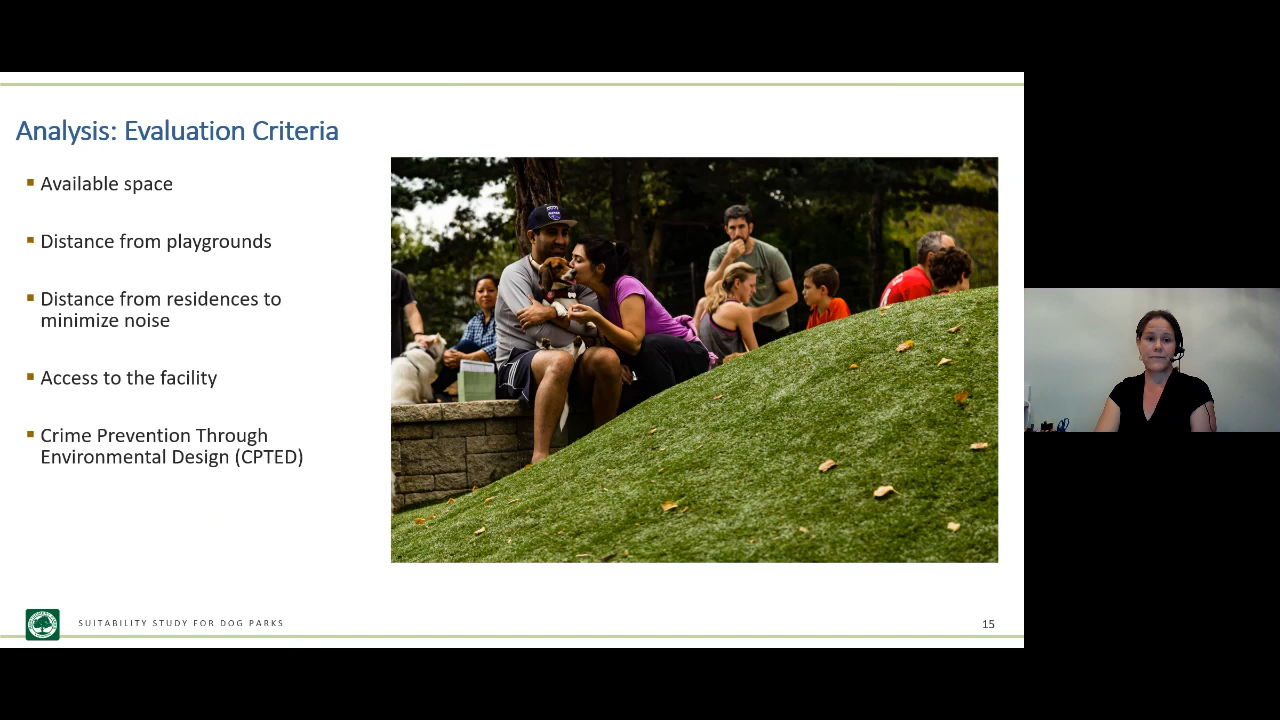 Analysis: Evaluation Criteria
Available space
Distance from playgrounds
Distance from residences to
minimize noise
Access to the facility
Crime Prevention Through
Environmental Design (CPTED)
SUITABILITY STUDY FOR DOG PARKS
15